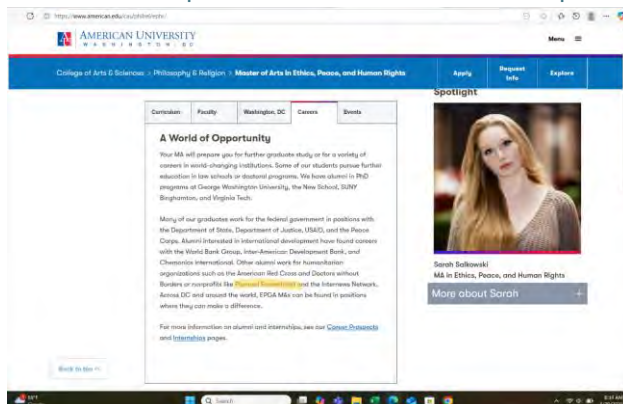 https://www.american.edu/cas/philrel/ephr/
AMERICAN UNIVERSITY
WASHINGTON, DC
Menu
College of Arts & Sciences > Philosophy & Religion > Master of Arts in Ethics, Peace, and Human Rights
Apply
Request Info
Explore
Curriculum
Faculty
Washington, DC
Careers
Events
A World of Opportunity
Your MA will prepare you for further graduate study or for a variety of
careers in world-changing institutions. Some of our students pursue further
education in law schools or doctoral programs. We have alumni in PhD
programs at George Washington University, the New School, SUNY
Binghamton, and Virginia Tech.
Many of our graduates work for the federal government in positions with
the Department of State, Department of Justice, USAID, and the Peace
Corps. Alumni interested in international development have found careers
with the World Bank Group, Inter-American Development Bank, and
Chemonics International. Other alumni work for humanitarian
organizations such as the American Red Cross and Doctors without
Borders or nonprofits like Planned Parenthood and the Internews Network.
Across DC and around the world, EPGA MAs can be found in positions
where they can make a difference.
For more information on alumni and internships, see our Career Prospects
and Internships pages.
Spotlight
Sarah Salkowski
MA in Ethics, Peace, and Human Rights
More about Sarah
Back to top
Search